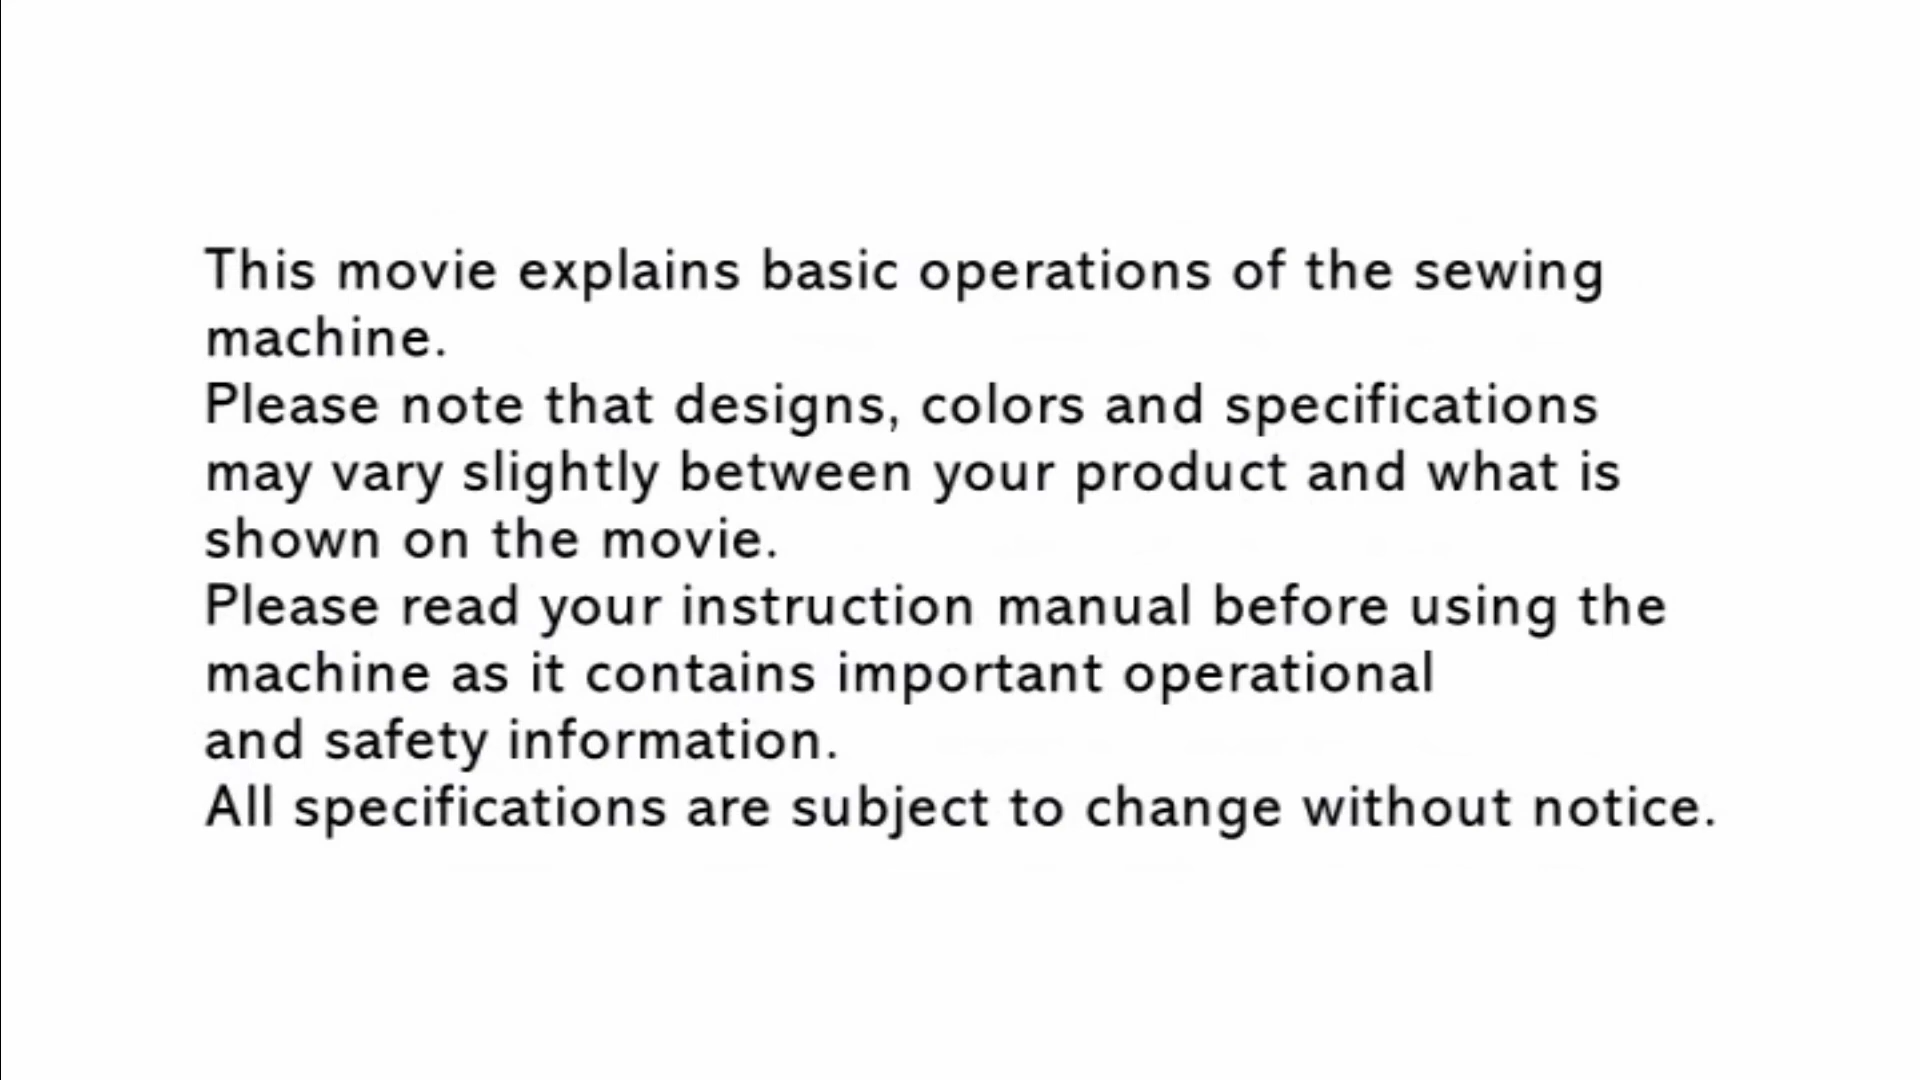 This movie explains basic operations of the sewing
machine.
Please note that designs, colors and specifications
may vary slightly between your product and what is
shown on the movie.
Please read your instruction manual before using the
machine as it contains important operational
and safety information.
All specifications are subject to change without notice.